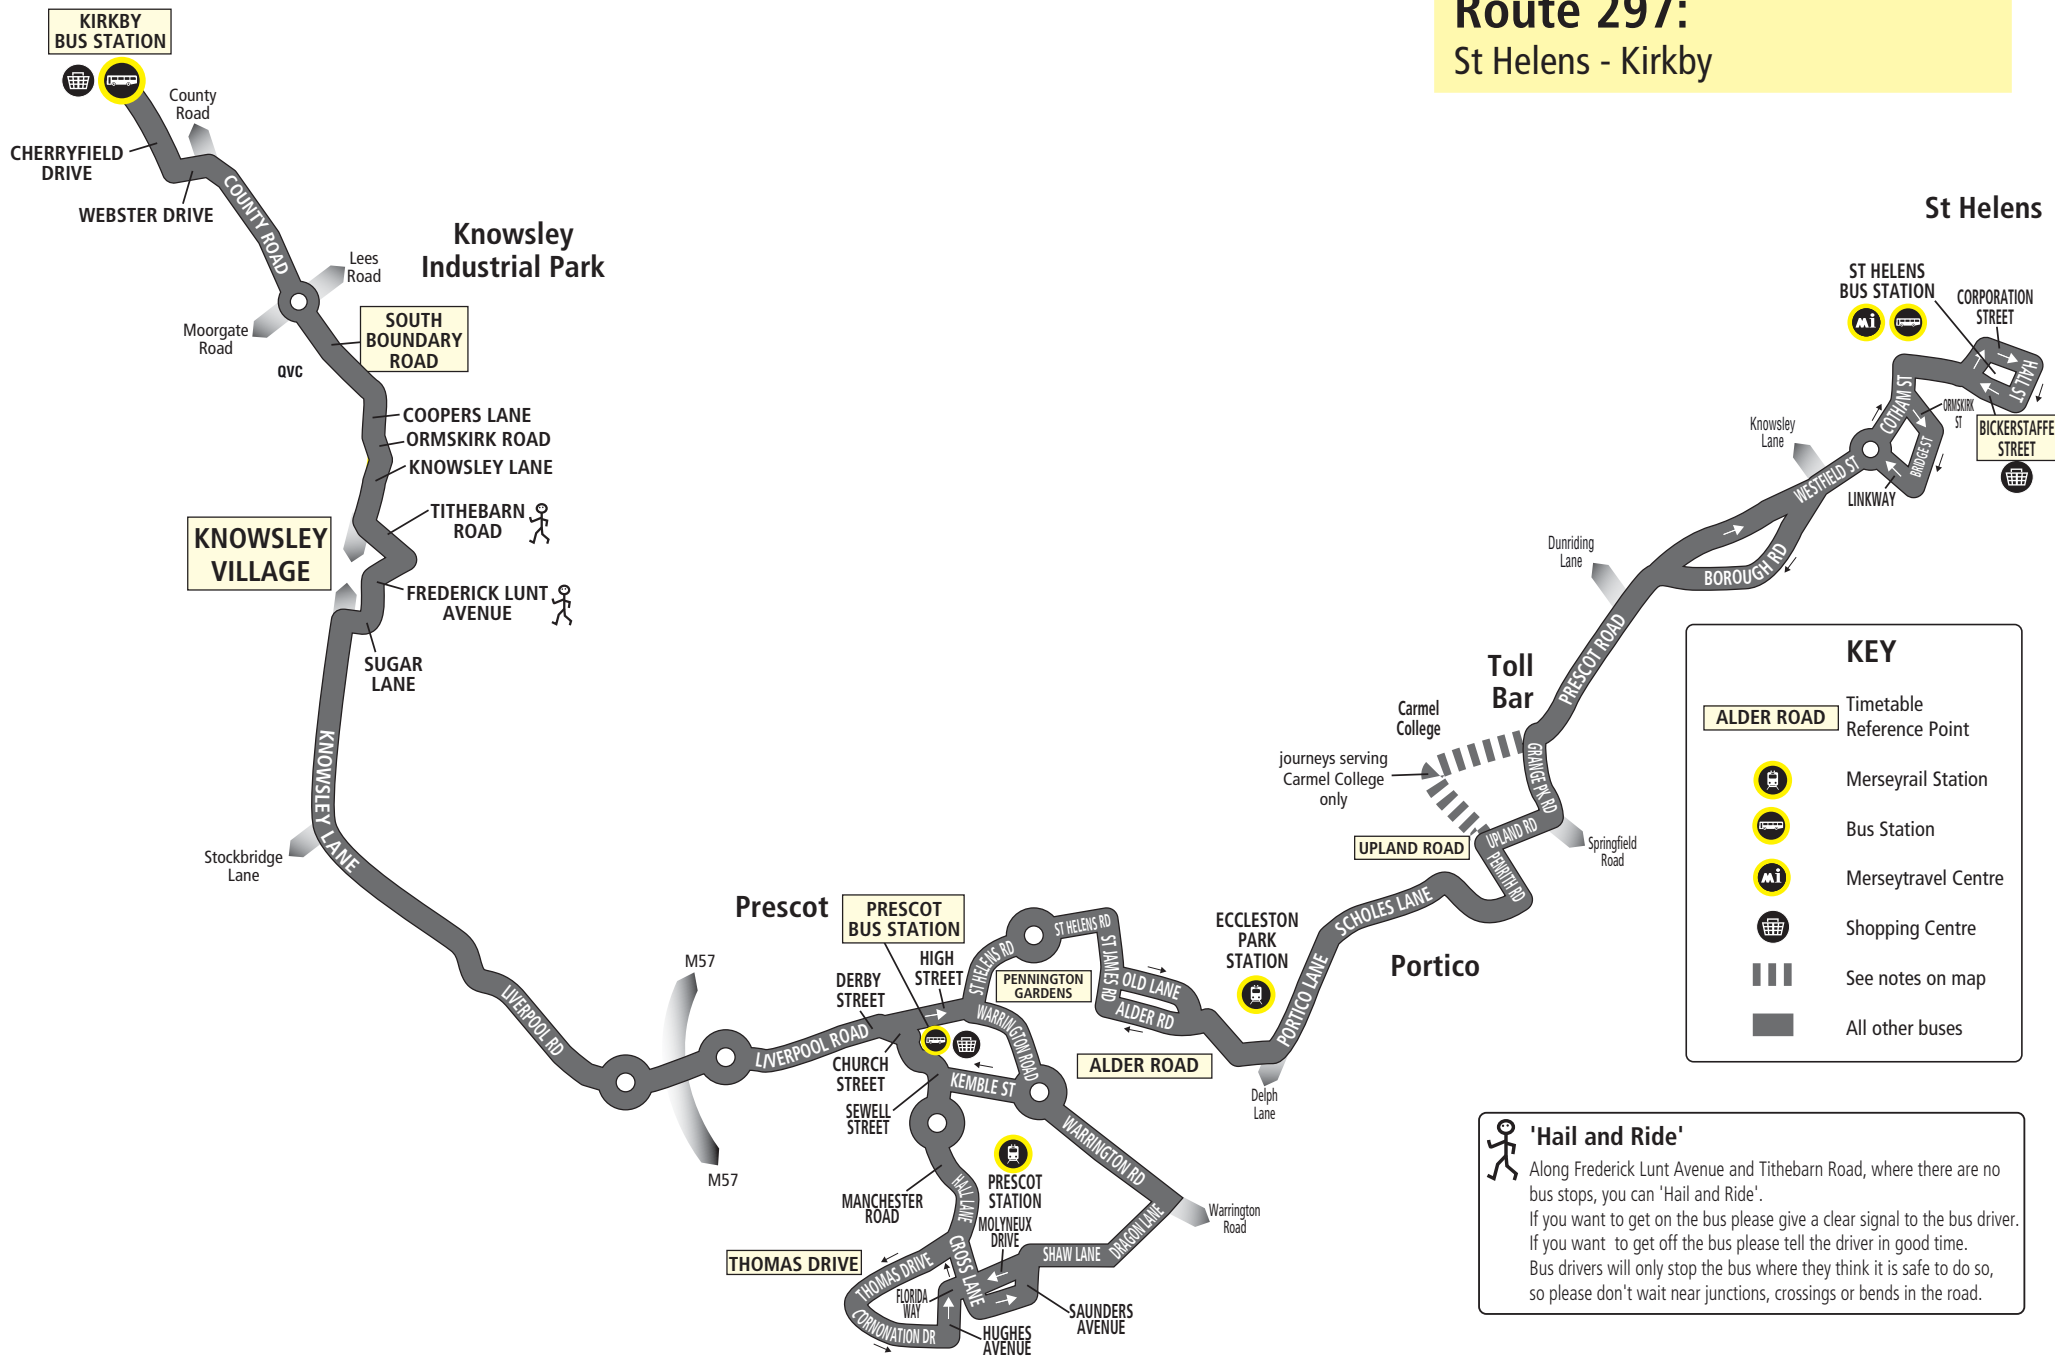 Route 297:
St Helens - Kirkby
KIRKBY
BUS STATION
County
Road
CHERRYFIELD
DRIVE
WEBSTER DRIVE
COUNTY ROAD
Knowsley
Industrial Park
Lees
Road
Moorgate
Road
SOUTH
BOUNDARY
ROAD
QVC
COOPERS LANE
ORMSKIRK ROAD
KNOWSLEY LANE
TITHEBARN
ROAD
KNOWSLEY
VILLAGE
FREDERICK LUNT
AVENUE
SUGAR
LANE
KNOWSLEY LANE
Stockbridge
Lane
LIVERPOOL RD
M57
M57
LIVERPOOL ROAD
Prescot
PRESCOT
BUS STATION
HIGH
STREET
DERBY
STREET
CHURCH
STREET
SEWELL
STREET
KEMBLE ST
WARRINGTON ROAD
ST HELENS RD
ST HELENS RD
PENNINGTON
GARDENS
ST JAMES RD
OLD LANE
ALDER RD
ALDER ROAD
PRESCOT
STATION
MANCHESTER
ROAD
HALL LANE
CROSS LANE
MOLYNEUX
DRIVE
WARRINGTON RD
Warrington
Road
DRAGON LANE
SHAW LANE
SAUNDERS
AVENUE
THOMAS DRIVE
THOMAS DRIVE
FLORIDA
WAY
CORNONATION DR
HUGHES
AVENUE
ECCLESTON
PARK
STATION
Delph
Lane
PORTICO LANE
Portico
SCHOLES LANE
UPLAND ROAD
PENRITH RD
UPLAND RD
Springfield
Road
GRANGE PK RD
Carmel
College
journeys serving
Carmel College
only
Toll
Bar
PRESCOT ROAD
Dunriding
Lane
BOROUGH RD
WESTFIELD ST
Knowsley
Lane
LINKWAY
BRIDGE ST
COTHAM ST
ORMSKIRK
ST
St Helens
ST HELENS
BUS STATION
CORPORATION
STREET
HALL ST
BICKERSTAFFE
STREET
mi
KEY
ALDER ROAD
Timetable
Reference Point
Merseyrail Station
Bus Station
mi
Merseytravel Centre
Shopping Centre
See notes on map
All other buses
'Hail and Ride'
Along Frederick Lunt Avenue and Tithebarn Road, where there are no
bus stops, you can 'Hail and Ride'.
If you want to get on the bus please give a clear signal to the bus driver.
If you want  to get off the bus please tell the driver in good time.
Bus drivers will only stop the bus where they think it is safe to do so,
so please don't wait near junctions, crossings or bends in the road.